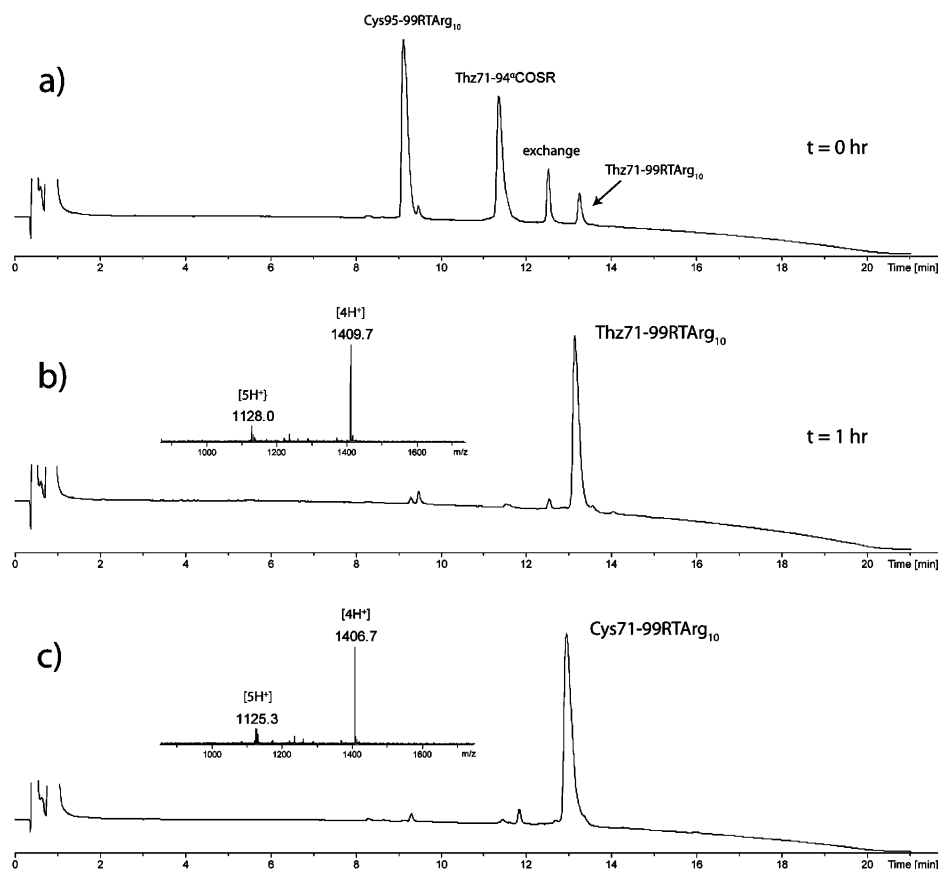 Cys95-99RTArg₁₀
a)
Thz71-94ᵅCOSR
exchange
Thz71-99RTArg₁₀
t = 0 hr
0 2 4 6 8 10 12 14 16 18 20 Time [min]
b)
[4H⁺]
1409.7
[5H⁺}
1128.0
1000 1200 1400 1600 m/z
Thz71-99RTArg₁₀
t = 1 hr
0 2 4 6 8 10 12 14 16 18 20 Time [min]
c)
[4H⁺]
1406.7
[5H⁺]
1125.3
1000 1200 1400 1600 m/z
Cys71-99RTArg₁₀
0 2 4 6 8 10 12 14 16 18 20 Time [min]